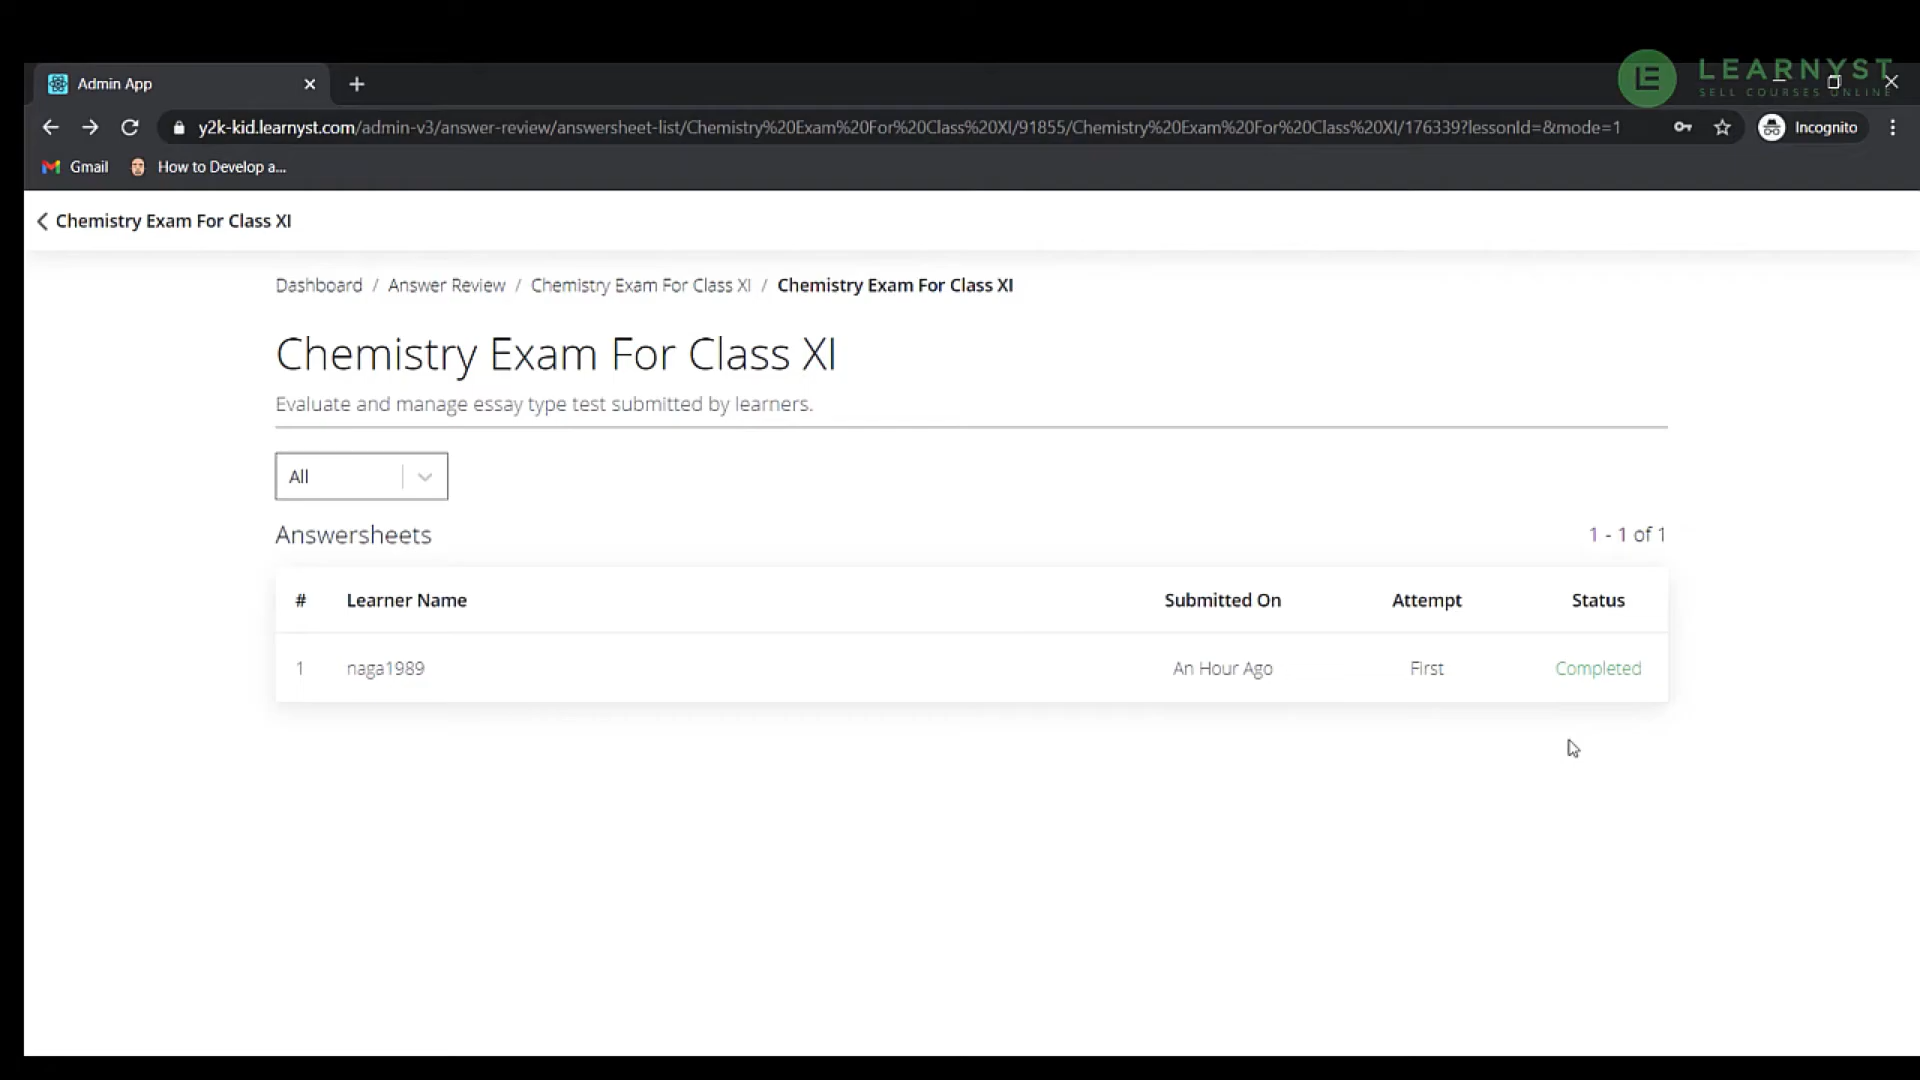 Admin App
LEARNYST
SELL COURSES ONLINE
y2k-kid.learnyst.com/admin-v3/answer-review/answersheet-list/Chemistry%20Exam%20For%20Class%20XI/91855/Chemistry%20Exam%20For%20Class%20XI/176339?lessonId=&mode=1
Incognito
Gmail
How to Develop a...
Chemistry Exam For Class XI
Dashboard / Answer Review / Chemistry Exam For Class XI / Chemistry Exam For Class XI
Chemistry Exam For Class XI
Evaluate and manage essay type test submitted by learners.
All
Answersheets 1 - 1 of 1
# Learner Name Submitted On Attempt Status
1 naga1989 An Hour Ago First Completed